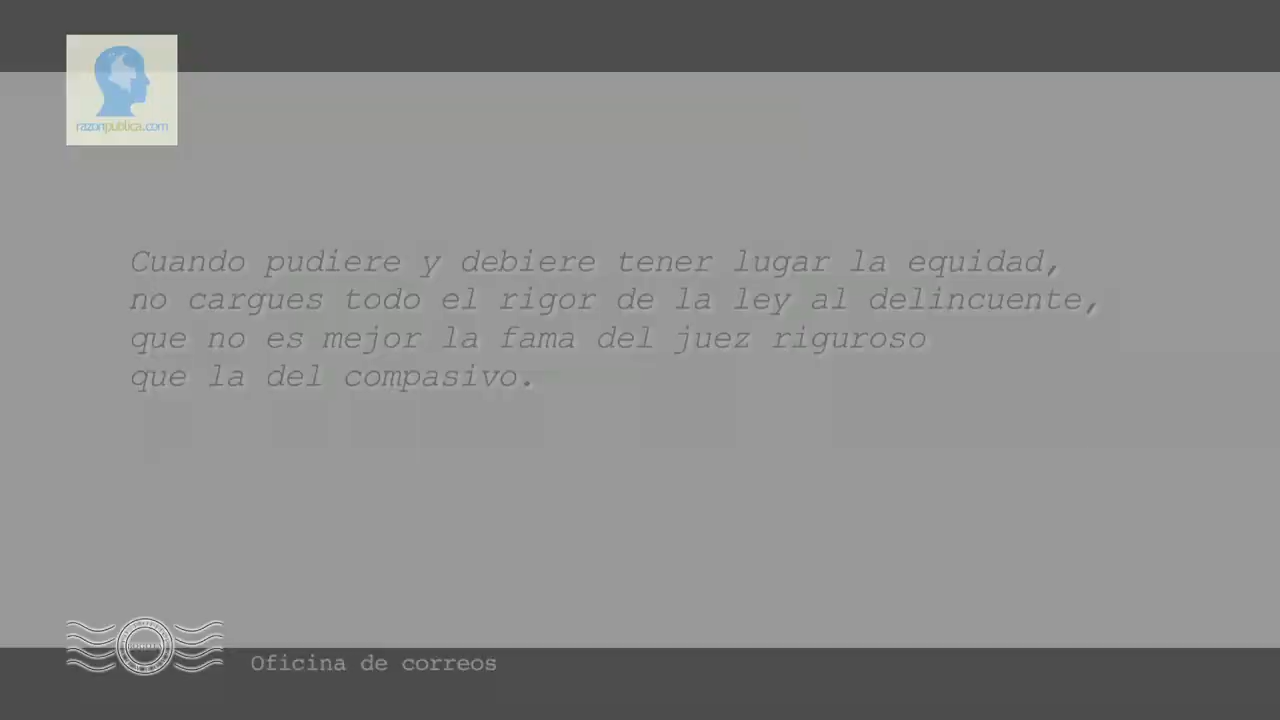 razonpublica.com
Cuando pudiere y debiere tener lugar la equidad,
no cargues todo el rigor de la ley al delincuente,
que no es mejor la fama del juez riguroso
que la del compasivo.
Oficina de correos